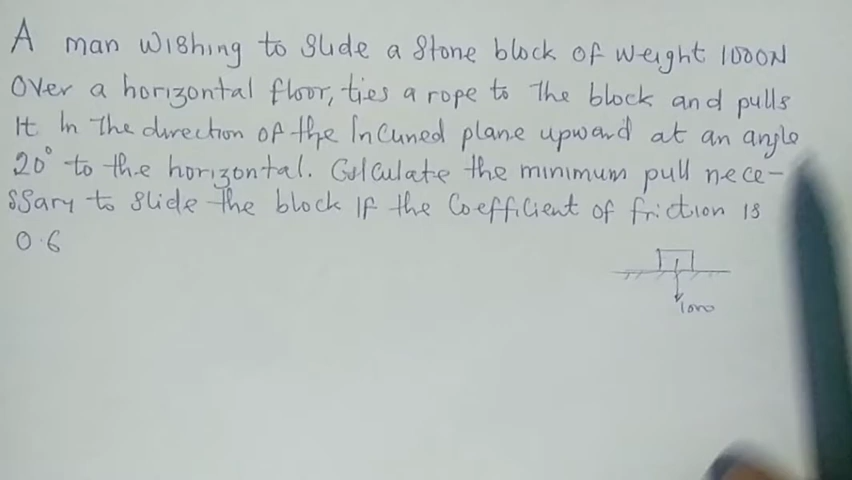 A man wishing to slide a stone block of weight 1000N
Over a horizontal floor, ties a rope to the block and pulls
It In the direction of the Inclined plane upward at an angle
20° to the horizontal. Calculate the minimum pull nece-
ssary to slide the block If the coefficient of friction is
0.6
1000